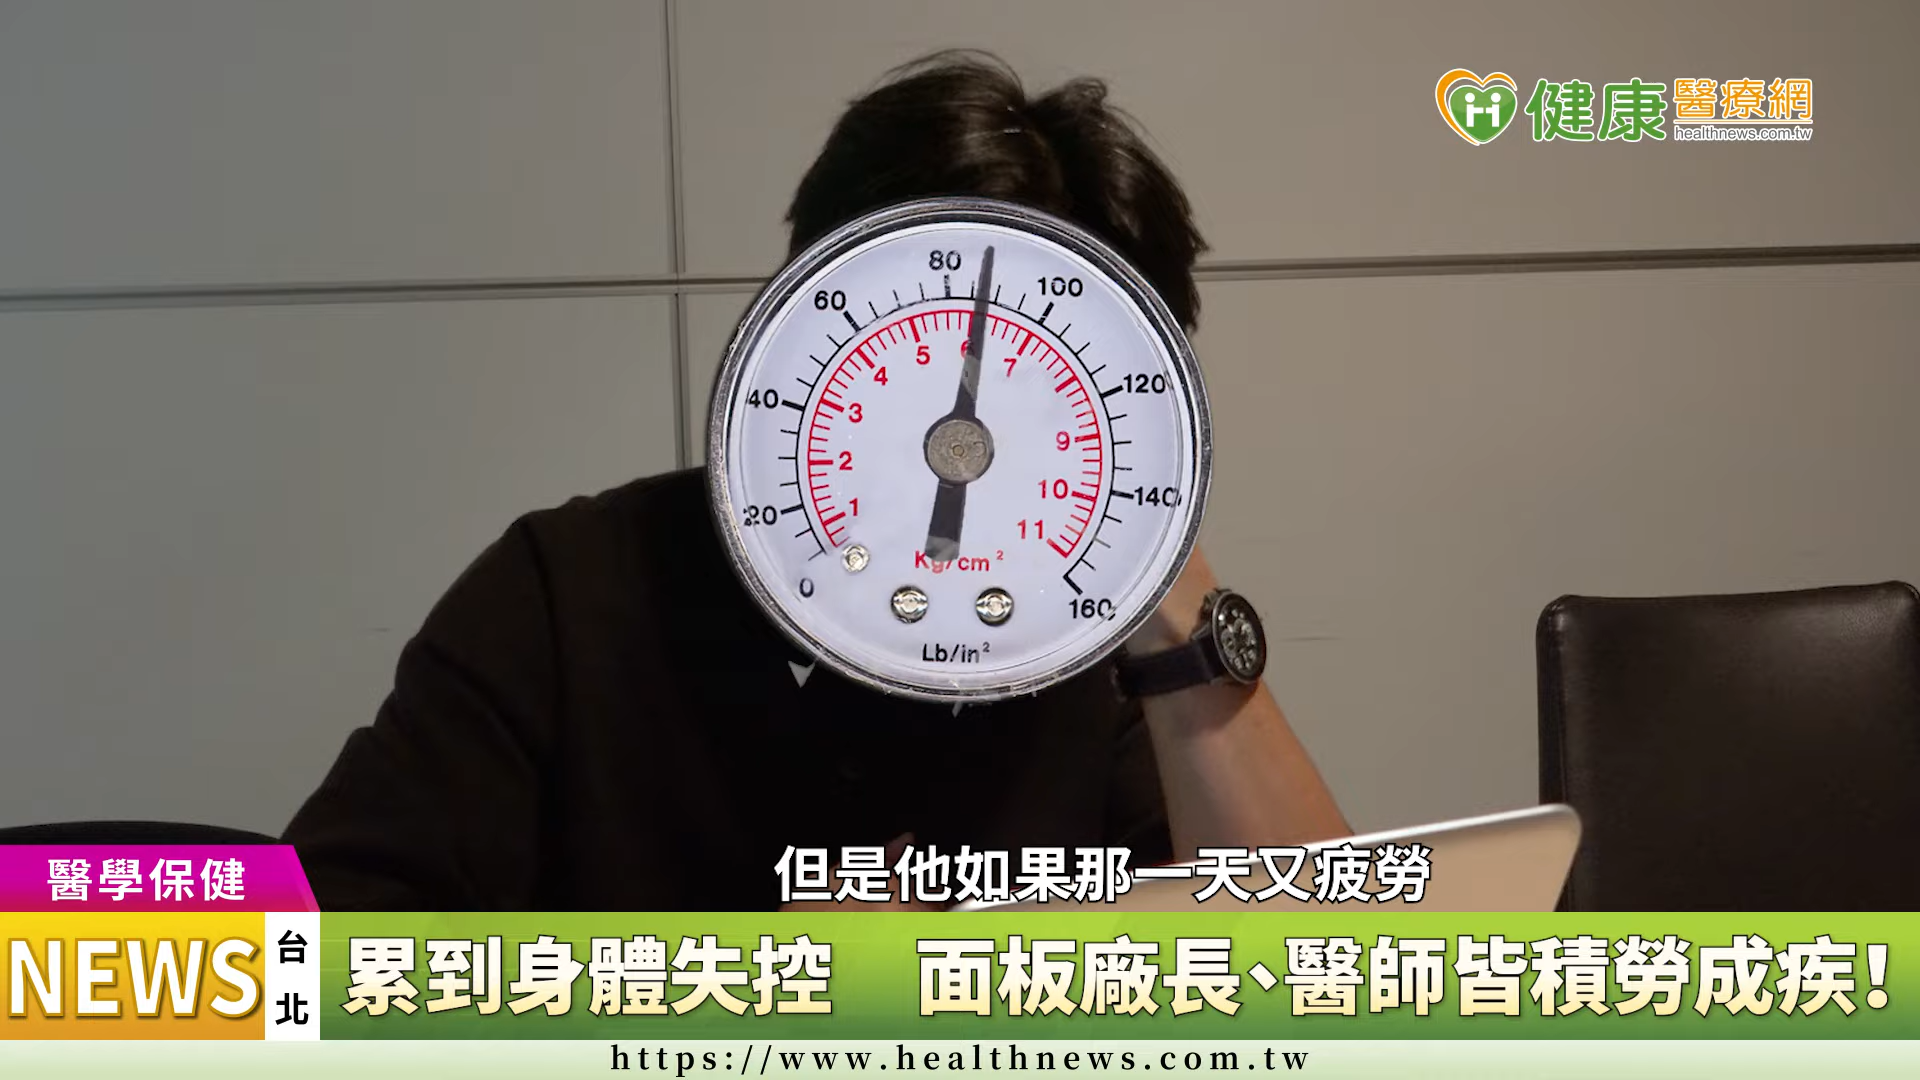 健康醫療網
healthnews.com.tw
80
60
100
40
120
20
140
0
160
5
6
7
4
3
9
2
10
1
11
Kg/cm²
Lb/in²
但是他如果那一天又疲勞
醫學保健
NEWS
台北
累到身體失控 面板廠長、醫師皆積勞成疾!
https://www.healthnews.com.tw